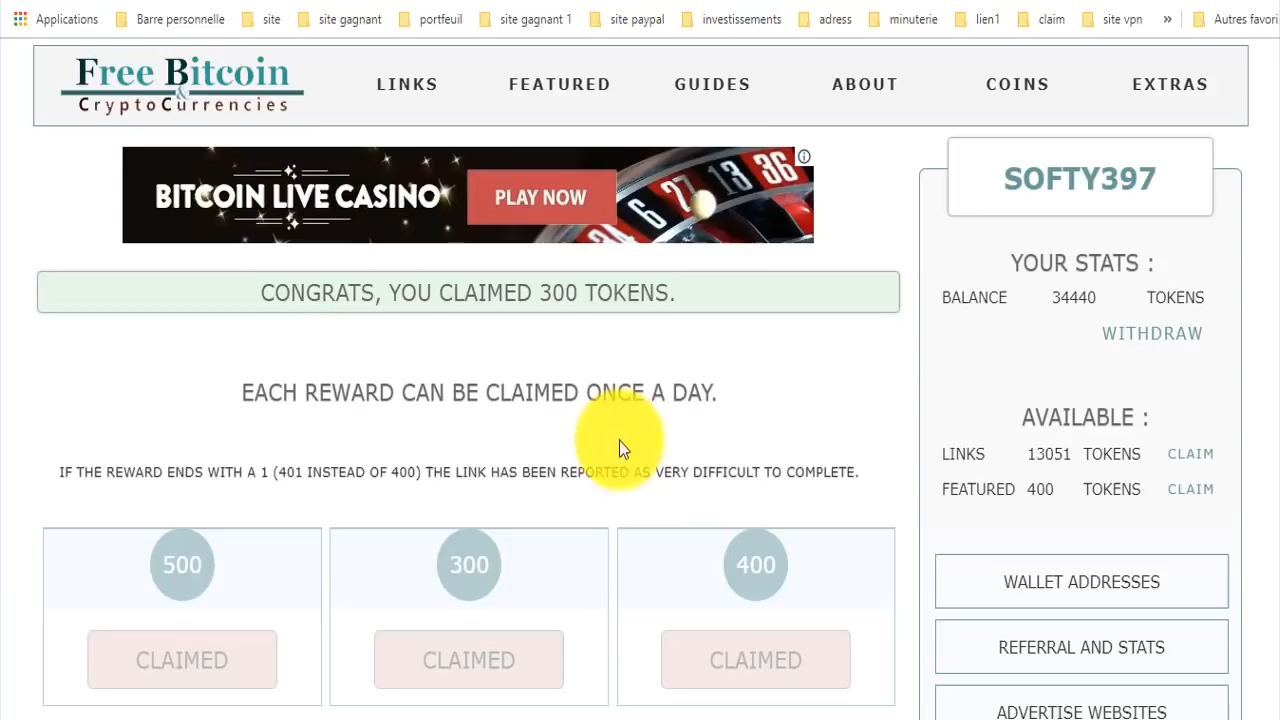 Applications Barre personnelle site site gagnant portfeuil site gagnant 1 site paypal investissements adress minuterie lien1 claim site vpn » Autres favori
Free Bitcoin
&
CryptoCurrencies
LINKS FEATURED GUIDES ABOUT COINS EXTRAS
BITCOIN LIVE CASINO PLAY NOW 34 6 27 13 36
SOFTY397
YOUR STATS :
BALANCE 34440 TOKENS
WITHDRAW
CONGRATS, YOU CLAIMED 300 TOKENS.
EACH REWARD CAN BE CLAIMED ONCE A DAY.
IF THE REWARD ENDS WITH A 1 (401 INSTEAD OF 400) THE LINK HAS BEEN REPORTED AS VERY DIFFICULT TO COMPLETE.
500 300 400
CLAIMED CLAIMED CLAIMED
AVAILABLE :
LINKS 13051 TOKENS CLAIM
FEATURED 400 TOKENS CLAIM
WALLET ADDRESSES
REFERRAL AND STATS
ADVERTISE WEBSITES